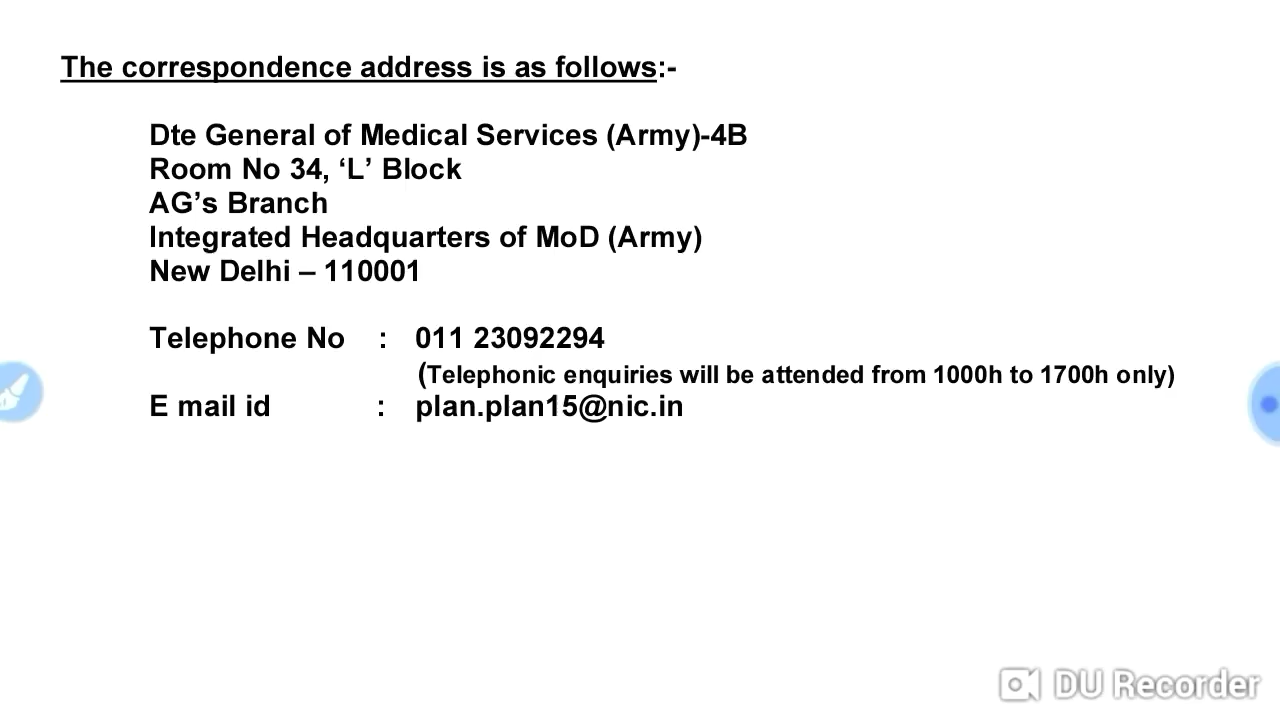 The correspondence address is as follows:-
Dte General of Medical Services (Army)-4B
Room No 34, ‘L’ Block
AG’s Branch
Integrated Headquarters of MoD (Army)
New Delhi – 110001
Telephone No : 011 23092294
(Telephonic enquiries will be attended from 1000h to 1700h only)
E mail id : plan.plan15@nic.in
DU Recorder